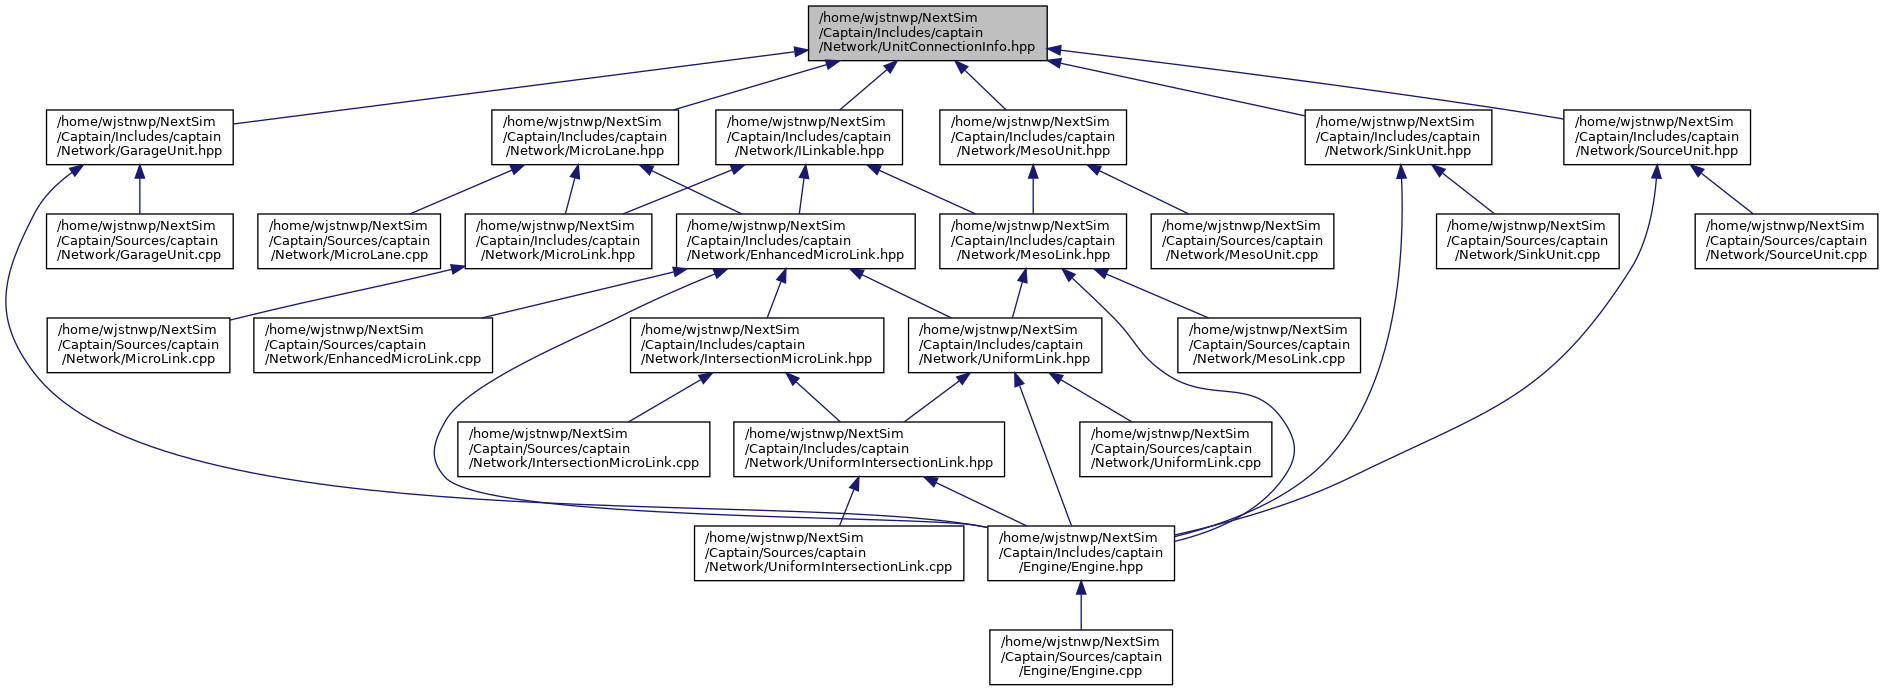 /home/wjstnwp/NextSim
/Captain/Includes/captain
/Network/UnitConnectionInfo.hpp
/home/wjstnwp/NextSim
/Captain/Includes/captain
/Network/GarageUnit.hpp
/home/wjstnwp/NextSim
/Captain/Includes/captain
/Network/MicroLane.hpp
/home/wjstnwp/NextSim
/Captain/Includes/captain
/Network/ILinkable.hpp
/home/wjstnwp/NextSim
/Captain/Includes/captain
/Network/MesoUnit.hpp
/home/wjstnwp/NextSim
/Captain/Includes/captain
/Network/SinkUnit.hpp
/home/wjstnwp/NextSim
/Captain/Includes/captain
/Network/SourceUnit.hpp
/home/wjstnwp/NextSim
/Captain/Sources/captain
/Network/GarageUnit.cpp
/home/wjstnwp/NextSim
/Captain/Sources/captain
/Network/MicroLane.cpp
/home/wjstnwp/NextSim
/Captain/Includes/captain
/Network/MicroLink.hpp
/home/wjstnwp/NextSim
/Captain/Includes/captain
/Network/EnhancedMicroLink.hpp
/home/wjstnwp/NextSim
/Captain/Includes/captain
/Network/MesoLink.hpp
/home/wjstnwp/NextSim
/Captain/Sources/captain
/Network/MesoUnit.cpp
/home/wjstnwp/NextSim
/Captain/Sources/captain
/Network/SinkUnit.cpp
/home/wjstnwp/NextSim
/Captain/Sources/captain
/Network/SourceUnit.cpp
/home/wjstnwp/NextSim
/Captain/Sources/captain
/Network/MicroLink.cpp
/home/wjstnwp/NextSim
/Captain/Sources/captain
/Network/EnhancedMicroLink.cpp
/home/wjstnwp/NextSim
/Captain/Includes/captain
/Network/IntersectionMicroLink.hpp
/home/wjstnwp/NextSim
/Captain/Includes/captain
/Network/UniformLink.hpp
/home/wjstnwp/NextSim
/Captain/Sources/captain
/Network/MesoLink.cpp
/home/wjstnwp/NextSim
/Captain/Sources/captain
/Network/IntersectionMicroLink.cpp
/home/wjstnwp/NextSim
/Captain/Includes/captain
/Network/UniformIntersectionLink.hpp
/home/wjstnwp/NextSim
/Captain/Sources/captain
/Network/UniformLink.cpp
/home/wjstnwp/NextSim
/Captain/Sources/captain
/Network/UniformIntersectionLink.cpp
/home/wjstnwp/NextSim
/Captain/Includes/captain
/Engine/Engine.hpp
/home/wjstnwp/NextSim
/Captain/Sources/captain
/Engine/Engine.cpp